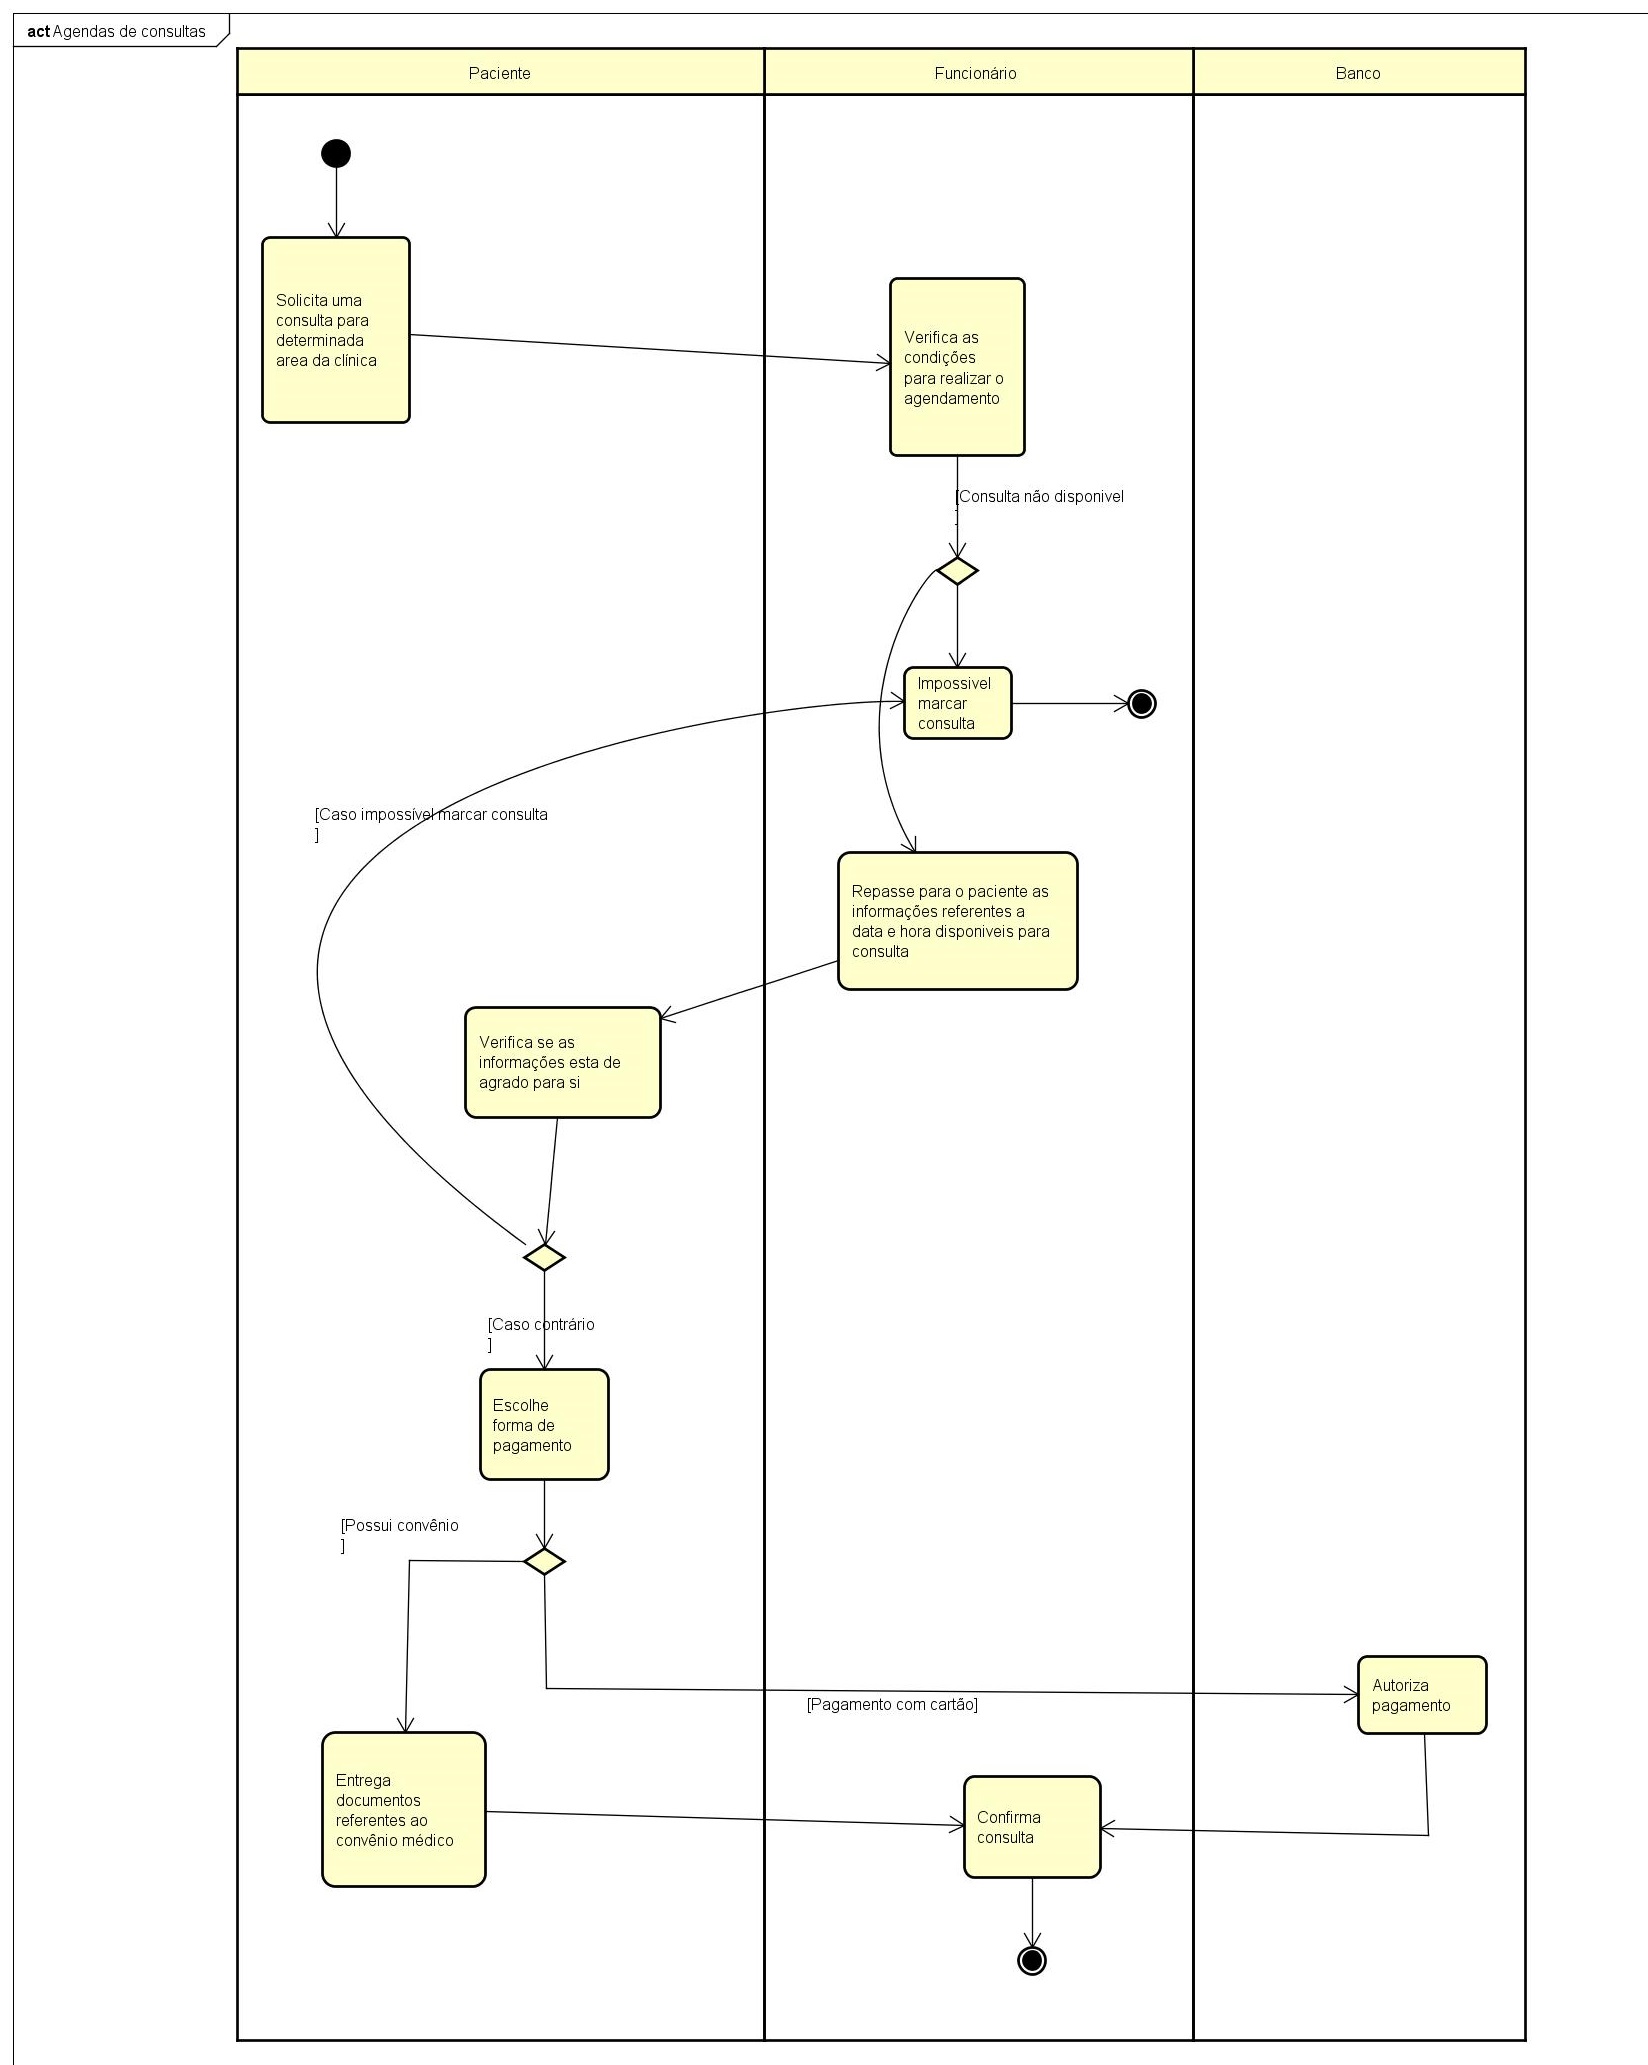 act Agendas de consultas
Paciente
Funcionário
Banco
Solicita uma
consulta para
determinada
area da clínica
Verifica as
condições
para realizar o
agendamento
[Consulta não disponivel
]
Impossivel
marcar
consulta
[Caso impossível marcar consulta
]
Repasse para o paciente as
informações referentes a
data e hora disponiveis para
consulta
Verifica se as
informações esta de
agrado para si
[Caso contrário
]
Escolhe
forma de
pagamento
[Possui convênio
]
Autoriza
pagamento
[Pagamento com cartão]
Entrega
documentos
referentes ao
convênio médico
Confirma
consulta